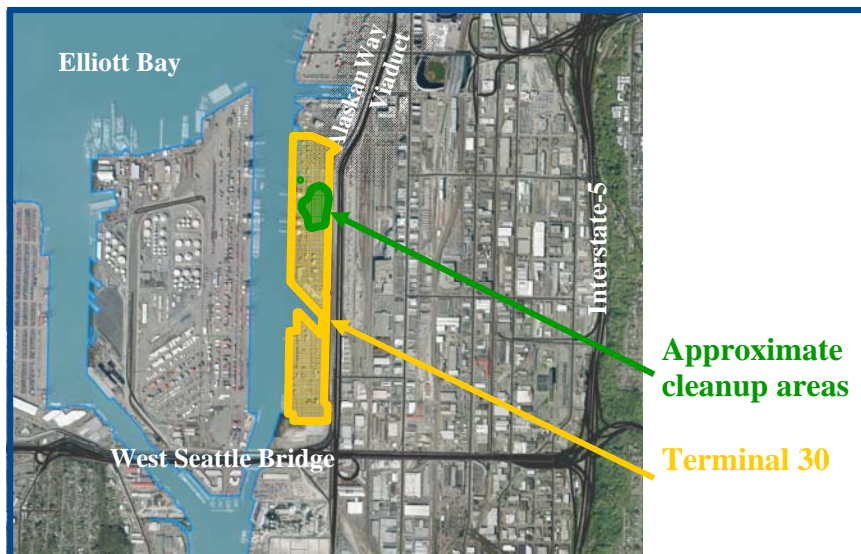 Elliott Bay
Alaskan Way
Viaduct
Interstate-5
Approximate
cleanup areas
West Seattle Bridge
Terminal 30